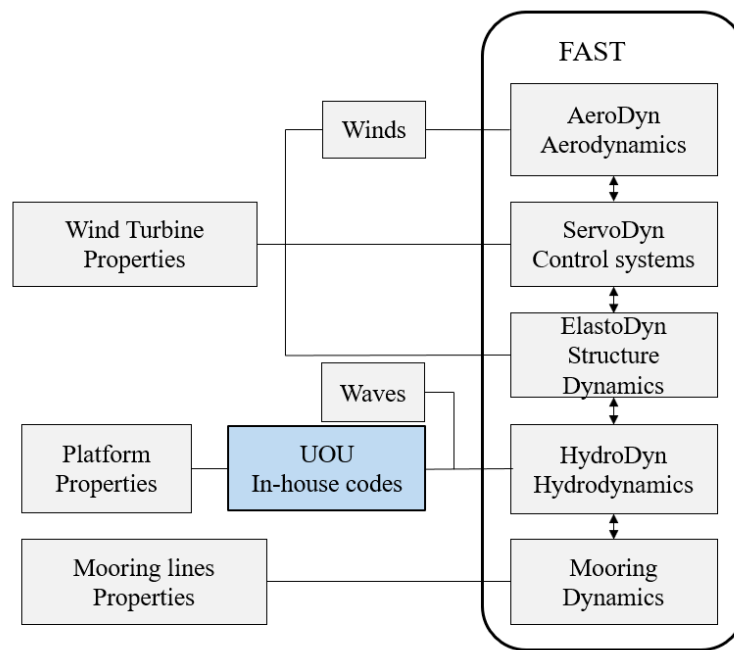 FAST
Winds
AeroDyn
Aerodynamics
Wind Turbine
Properties
ServoDyn
Control systems
ElastoDyn
Structure
Dynamics
Waves
Platform
Properties
UOU
In-house codes
HydroDyn
Hydrodynamics
Mooring lines
Properties
Mooring
Dynamics